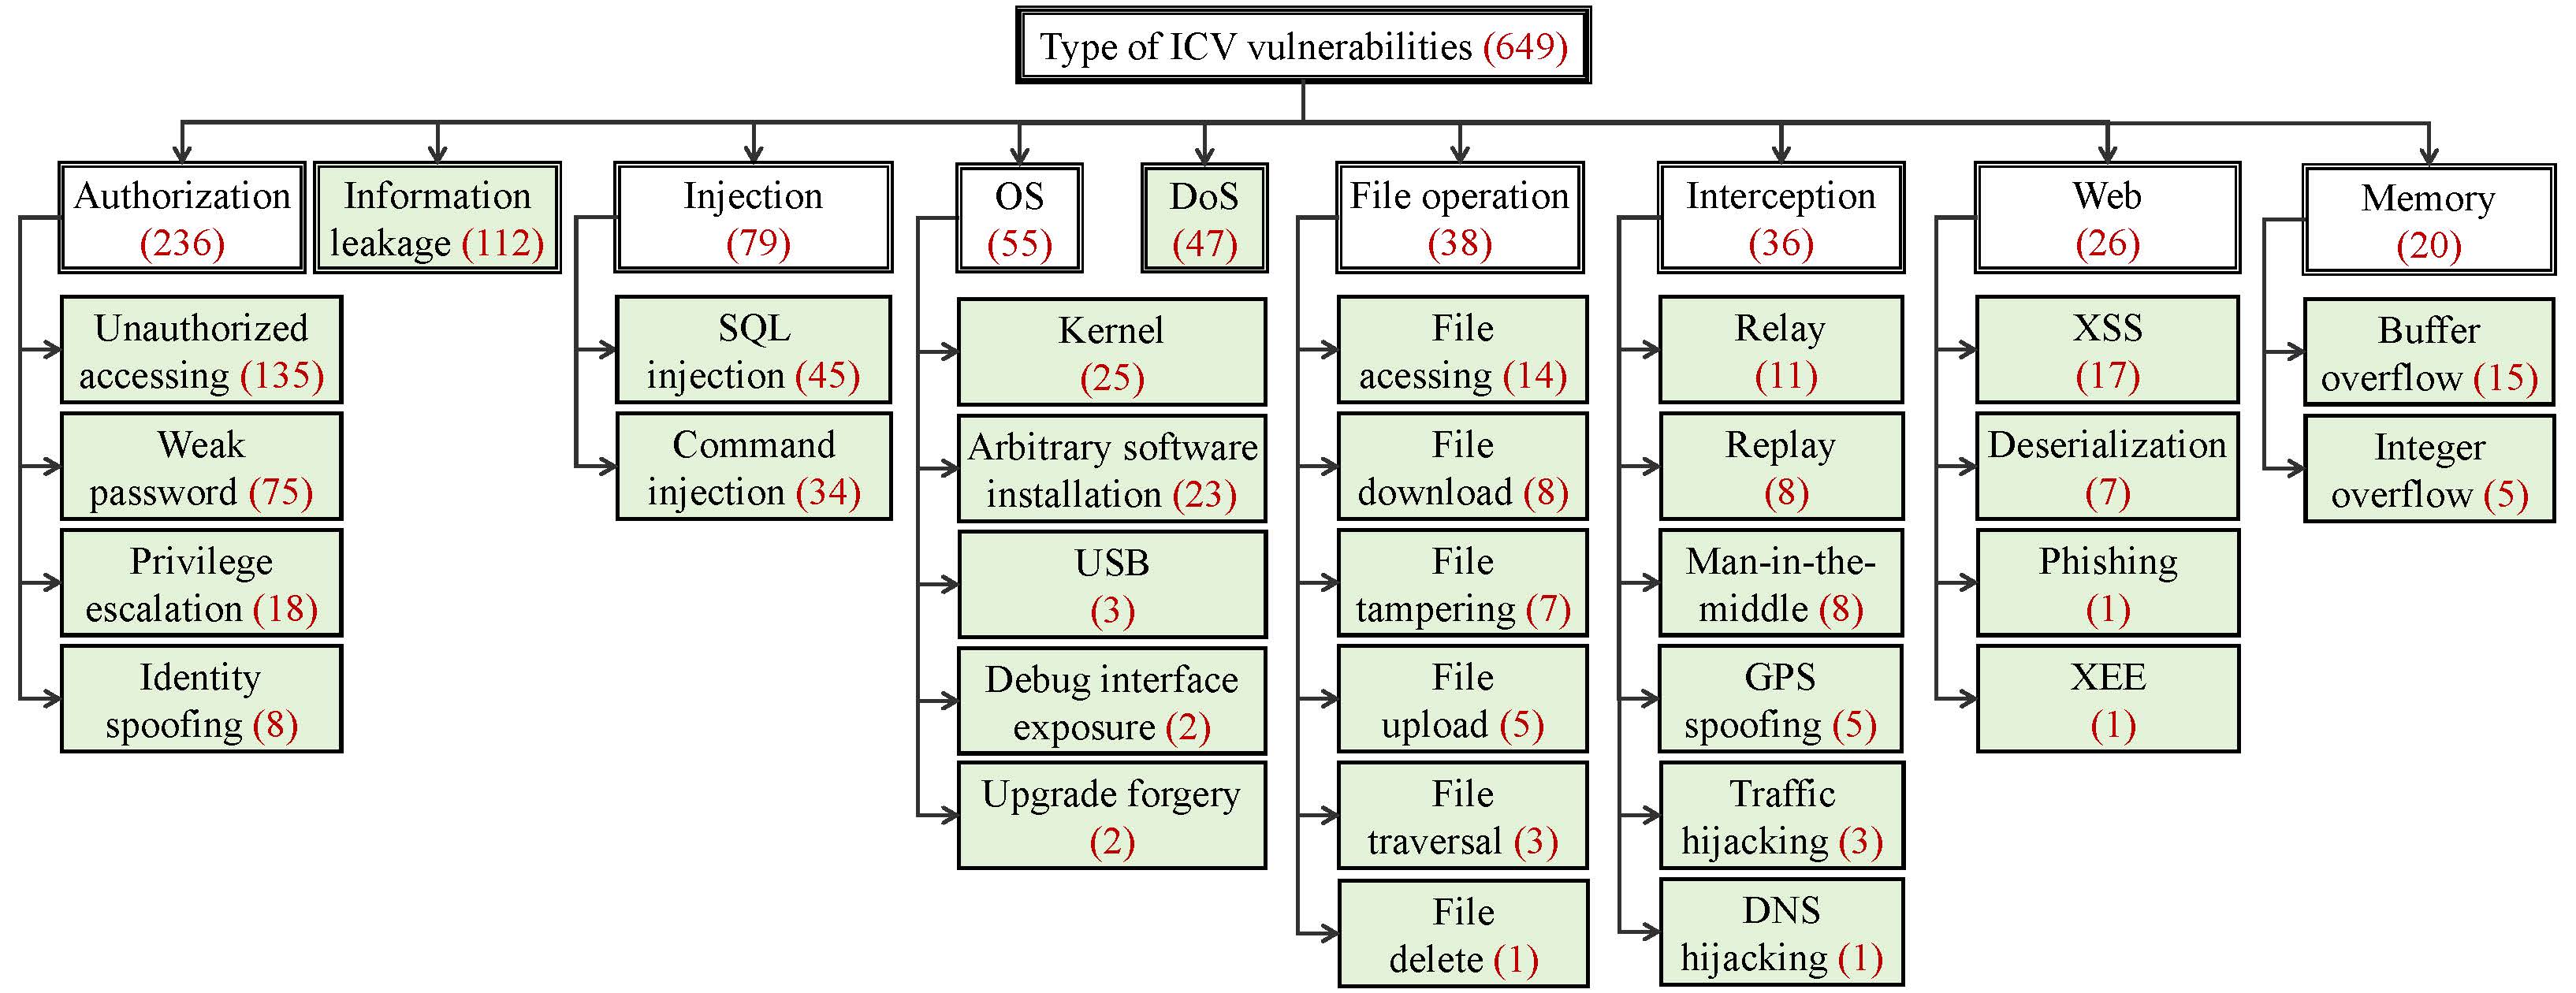 Type of ICV vulnerabilities (649)
Authorization
(236)
Information
leakage (112)
Injection
(79)
OS
(55)
DoS
(47)
File operation
(38)
Interception
(36)
Web
(26)
Memory
(20)
Unauthorized
accessing (135)
Weak
password (75)
Privilege
escalation (18)
Identity
spoofing (8)
SQL
injection (45)
Command
injection (34)
Kernel
(25)
Arbitrary software
installation (23)
USB
(3)
Debug interface
exposure (2)
Upgrade forgery
(2)
File
acessing (14)
File
download (8)
File
tampering (7)
File
upload (5)
File
traversal (3)
File
delete (1)
Relay
(11)
Replay
(8)
Man-in-the-
middle (8)
GPS
spoofing (5)
Traffic
hijacking (3)
DNS
hijacking (1)
XSS
(17)
Deserialization
(7)
Phishing
(1)
XEE
(1)
Buffer
overflow (15)
Integer
overflow (5)